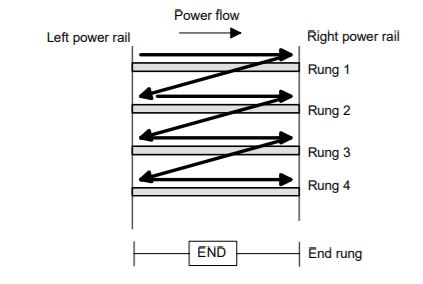 Power flow
Left power rail
Right power rail
Rung 1
Rung 2
Rung 3
Rung 4
END
End rung